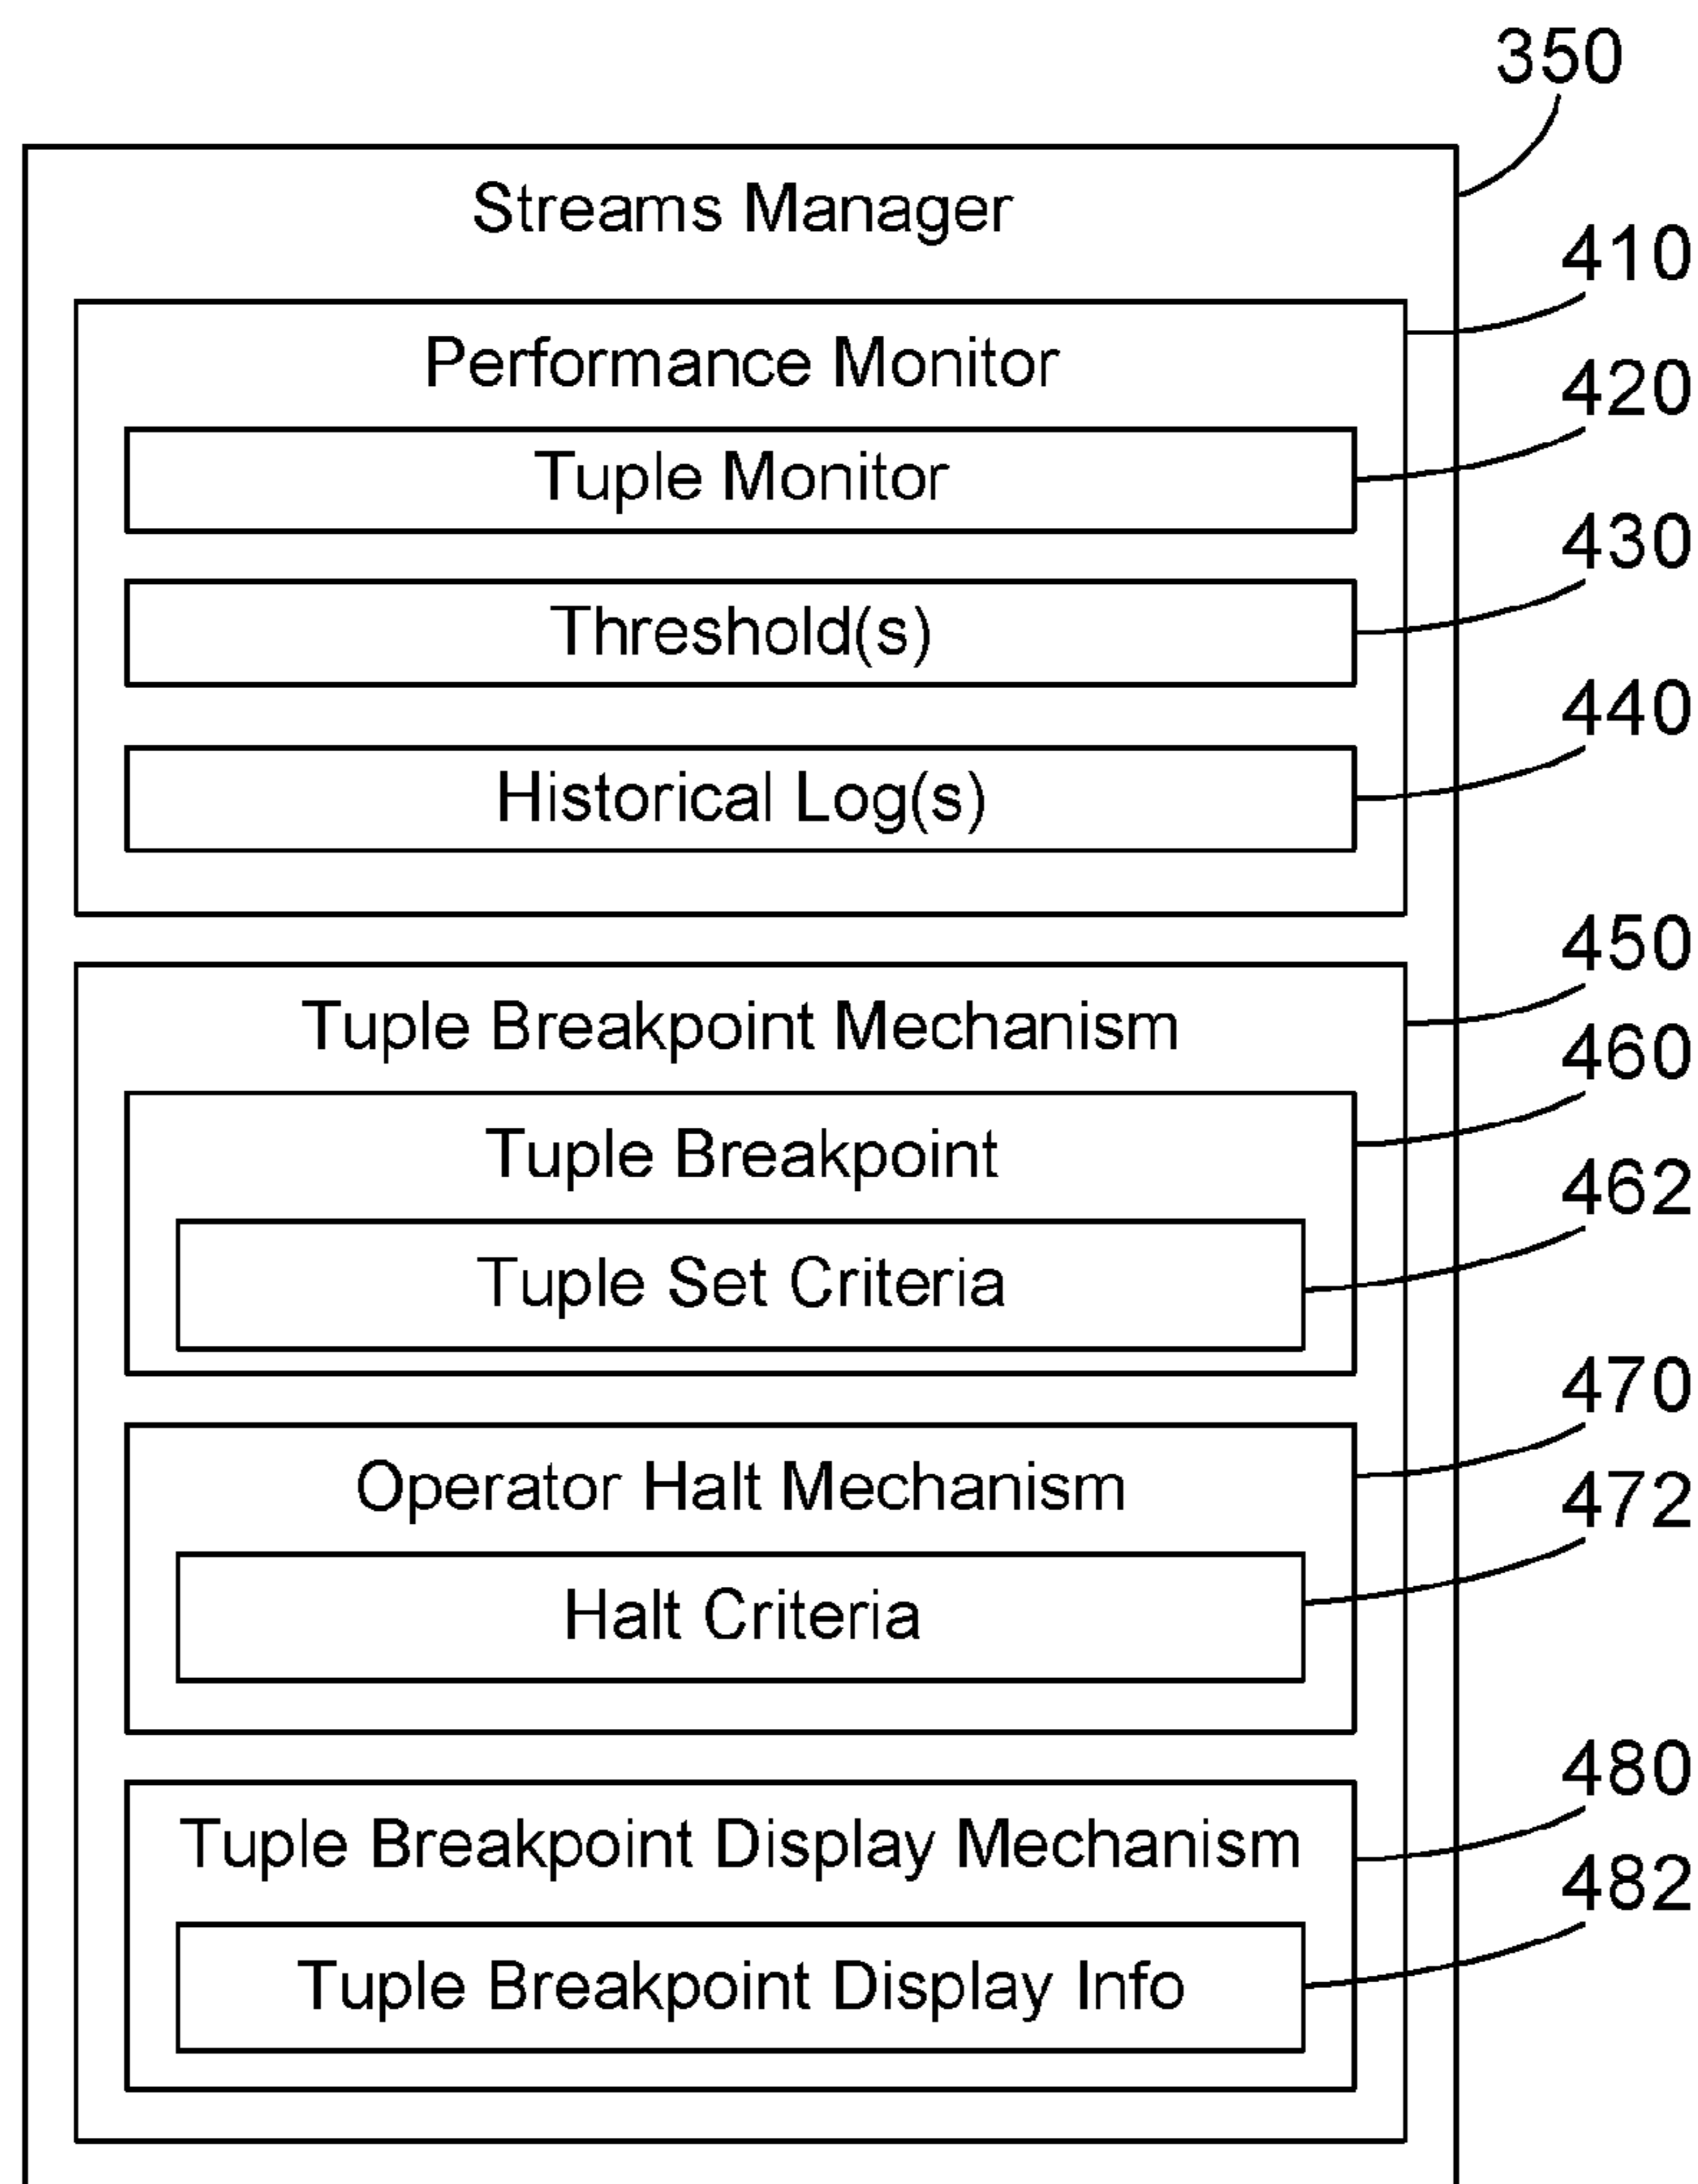 350
Streams Manager
410
Performance Monitor
420
Tuple Monitor
430
Threshold(s)
440
Historical Log(s)
450
Tuple Breakpoint Mechanism
460
Tuple Breakpoint
462
Tuple Set Criteria
470
Operator Halt Mechanism
472
Halt Criteria
480
Tuple Breakpoint Display Mechanism
482
Tuple Breakpoint Display Info